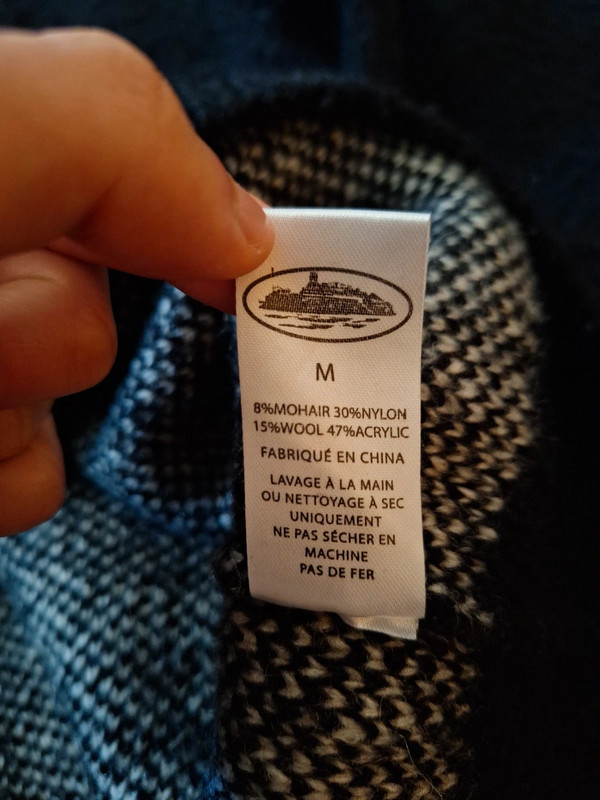 M
8%MOHAIR 30%NYLON
15%WOOL 47%ACRYLIC
FABRIQUÉ EN CHINA
LAVAGE À LA MAIN
OU NETTOYAGE À SEC
UNIQUEMENT
NE PAS SÉCHER EN
MACHINE
PAS DE FER